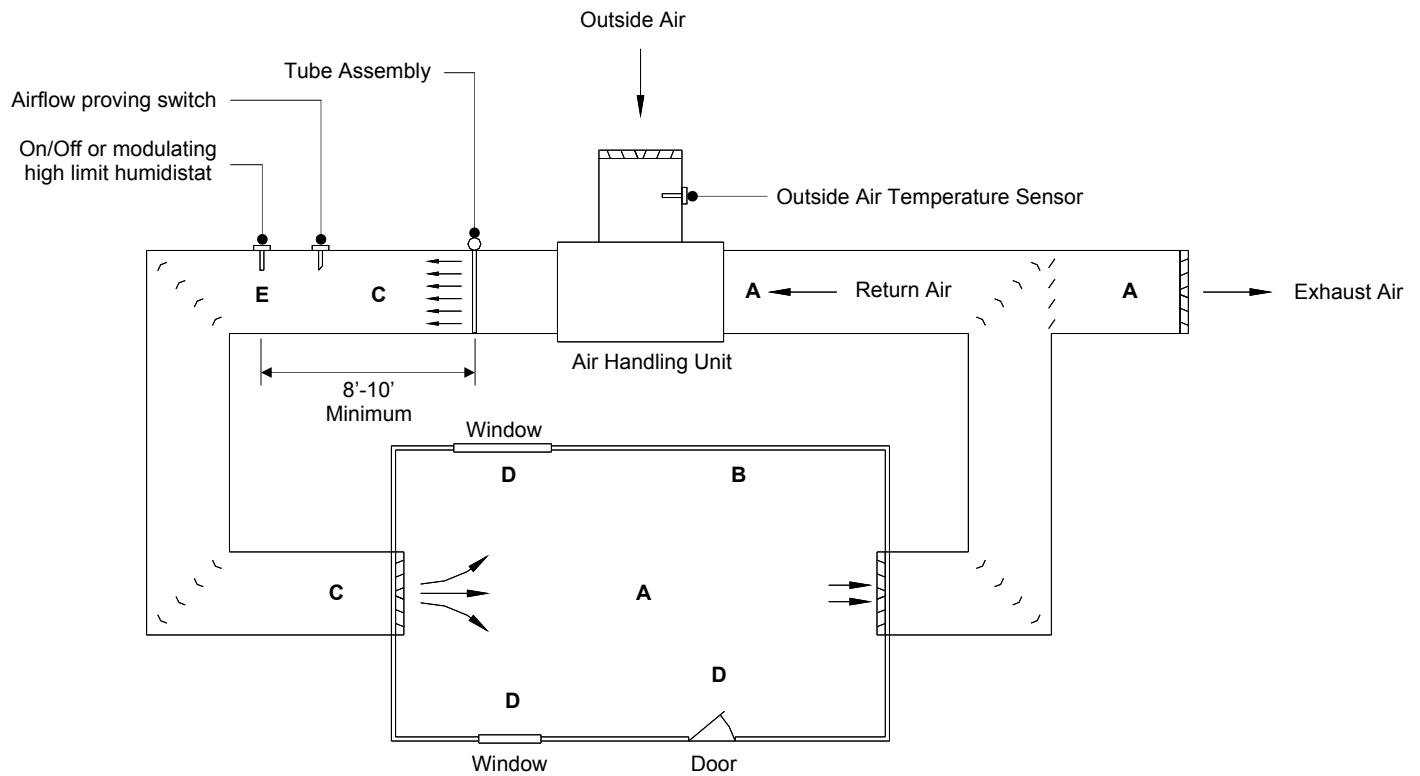 Outside Air
Tube Assembly
Airflow proving switch
On/Off or modulating
high limit humidistat
Outside Air Temperature Sensor
E
C
A
Return Air
A
Exhaust Air
Air Handling Unit
8’-10’
Minimum
Window
D
B
C
A
D
D
Window
Door